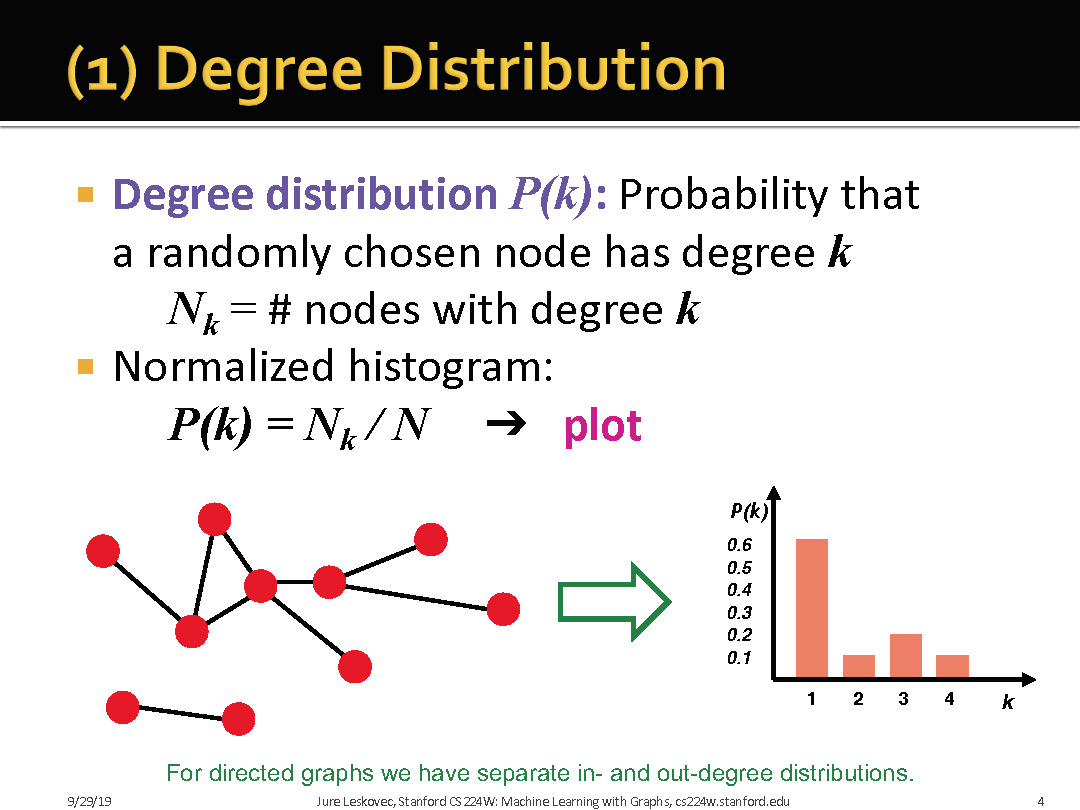 (1) Degree Distribution
Degree distribution P(k): Probability that
a randomly chosen node has degree k
Nk = # nodes with degree k
Normalized histogram:
P(k) = Nk / N ➔ plot
P(k)
0.6
0.5
0.4
0.3
0.2
0.1
1 2 3 4 k
For directed graphs we have separate in- and out-degree distributions.
9/29/19 Jure Leskovec, Stanford CS224W: Machine Learning with Graphs, cs224w.stanford.edu 4